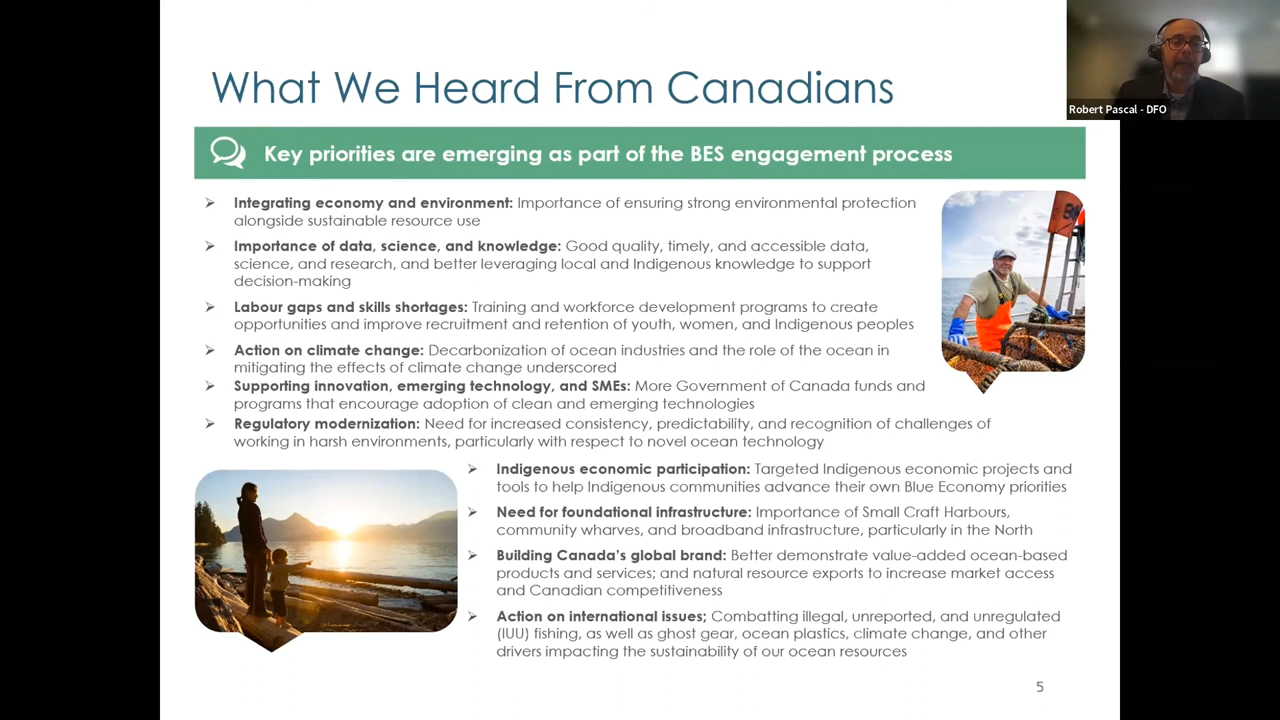 What We Heard From Canadians
Robert Pascal - DFO
Key priorities are emerging as part of the BES engagement process
➢ Integrating economy and environment: Importance of ensuring strong environmental protection
alongside sustainable resource use
➢ Importance of data, science, and knowledge: Good quality, timely, and accessible data,
science, and research, and better leveraging local and Indigenous knowledge to support
decision-making
➢ Labour gaps and skills shortages: Training and workforce development programs to create
opportunities and improve recruitment and retention of youth, women, and Indigenous peoples
➢ Action on climate change: Decarbonization of ocean industries and the role of the ocean in
mitigating the effects of climate change underscored
➢ Supporting innovation, emerging technology, and SMEs: More Government of Canada funds and
programs that encourage adoption of clean and emerging technologies
➢ Regulatory modernization: Need for increased consistency, predictability, and recognition of challenges of
working in harsh environments, particularly with respect to novel ocean technology
➢ Indigenous economic participation: Targeted Indigenous economic projects and
tools to help Indigenous communities advance their own Blue Economy priorities
➢ Need for foundational infrastructure: Importance of Small Craft Harbours,
community wharves, and broadband infrastructure, particularly in the North
➢ Building Canada's global brand: Better demonstrate value-added ocean-based
products and services; and natural resource exports to increase market access
and Canadian competitiveness
➢ Action on international issues; Combatting illegal, unreported, and unregulated
(IUU) fishing, as well as ghost gear, ocean plastics, climate change, and other
drivers impacting the sustainability of our ocean resources
5